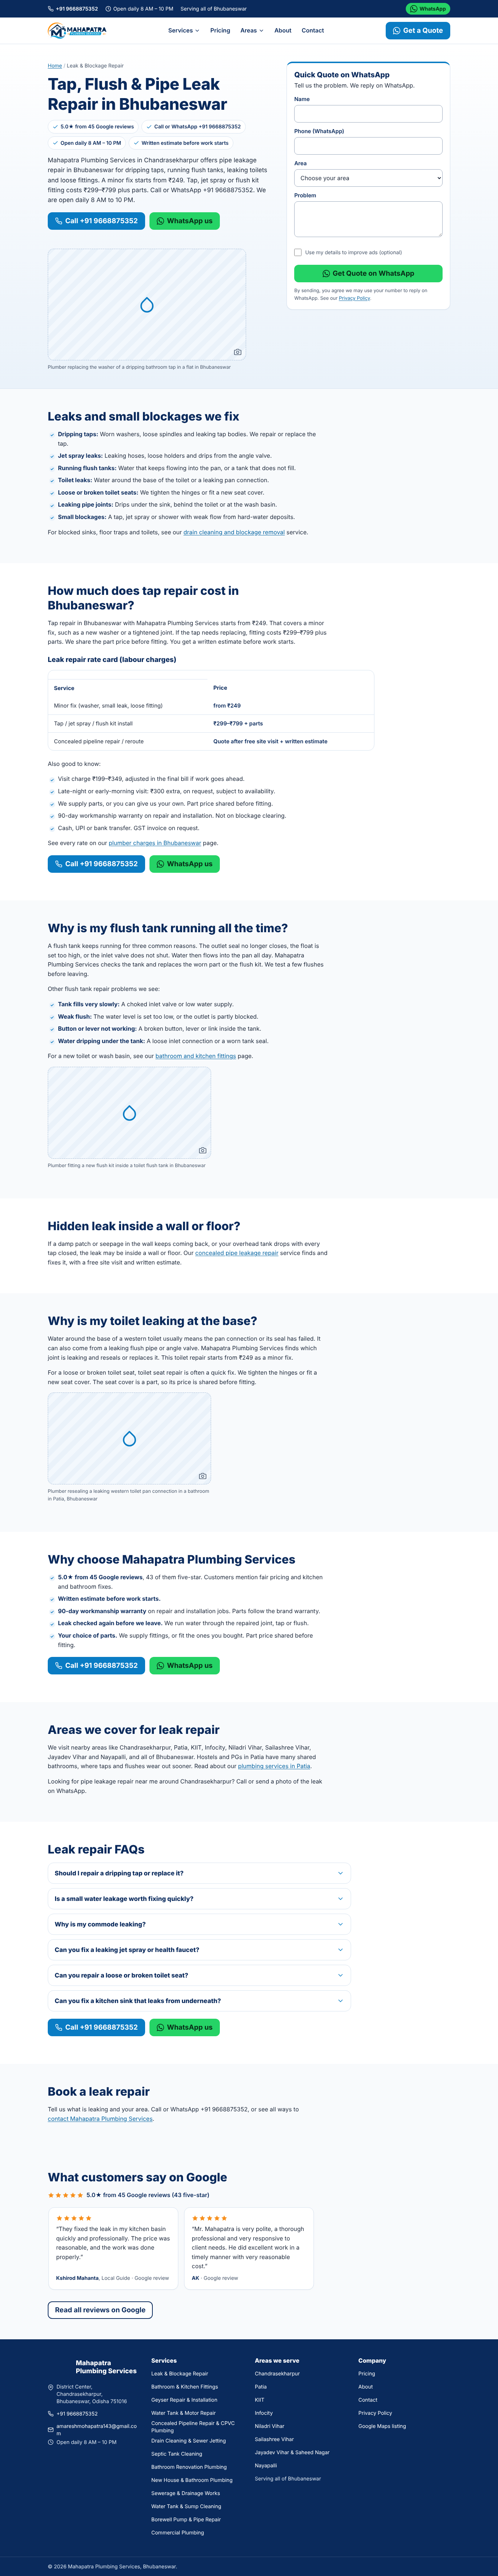 +91 9668875352 Open daily 8 AM – 10 PM Serving all of Bhubaneswar WhatsApp
MAHAPATRA Services Pricing Areas About Contact Get a Quote
Home / Leak & Blockage Repair
Tap, Flush & Pipe Leak
Repair in Bhubaneswar
5.0★ from 45 Google reviews Call or WhatsApp +91 9668875352
Open daily 8 AM – 10 PM Written estimate before work starts
Mahapatra Plumbing Services in Chandrasekharpur offers pipe leakage
repair in Bhubaneswar for dripping taps, running flush tanks, leaking toilets
and loose fittings. A minor fix starts from ₹249. Tap, jet spray or flush kit
fitting costs ₹299–₹799 plus parts. Call or WhatsApp +91 9668875352. We
are open daily 8 AM to 10 PM.
Call +91 9668875352 WhatsApp us
Plumber replacing the washer of a dripping bathroom tap in a flat in Bhubaneswar
Quick Quote on WhatsApp
Tell us the problem. We reply on WhatsApp.
Name
Phone (WhatsApp)
Area
Choose your area
Problem
Use my details to improve ads (optional)
Get Quote on WhatsApp
By sending, you agree we may use your number to reply on
WhatsApp. See our Privacy Policy.
Leaks and small blockages we fix
Dripping taps: Worn washers, loose spindles and leaking tap bodies. We repair or replace the
tap.
Jet spray leaks: Leaking hoses, loose holders and drips from the angle valve.
Running flush tanks: Water that keeps flowing into the pan, or a tank that does not fill.
Toilet leaks: Water around the base of the toilet or a leaking pan connection.
Loose or broken toilet seats: We tighten the hinges or fit a new seat cover.
Leaking pipe joints: Drips under the sink, behind the toilet or at the wash basin.
Small blockages: A tap, jet spray or shower with weak flow from hard-water deposits.
For blocked sinks, floor traps and toilets, see our drain cleaning and blockage removal service.
How much does tap repair cost in
Bhubaneswar?
Tap repair in Bhubaneswar with Mahapatra Plumbing Services starts from ₹249. That covers a minor
fix, such as a new washer or a tightened joint. If the tap needs replacing, fitting costs ₹299–₹799 plus
parts. We share the part price before fitting. You get a written estimate before work starts.
Leak repair rate card (labour charges)
Service Price
Minor fix (washer, small leak, loose fitting) from ₹249
Tap / jet spray / flush kit install ₹299–₹799 + parts
Concealed pipeline repair / reroute Quote after free site visit + written estimate
Also good to know:
Visit charge ₹199–₹349, adjusted in the final bill if work goes ahead.
Late-night or early-morning visit: ₹300 extra, on request, subject to availability.
We supply parts, or you can give us your own. Part price shared before fitting.
90-day workmanship warranty on repair and installation. Not on blockage clearing.
Cash, UPI or bank transfer. GST invoice on request.
See every rate on our plumber charges in Bhubaneswar page.
Call +91 9668875352 WhatsApp us
Why is my flush tank running all the time?
A flush tank keeps running for three common reasons. The outlet seal no longer closes, the float is
set too high, or the inlet valve does not shut. Water then flows into the pan all day. Mahapatra
Plumbing Services checks the tank and replaces the worn part or the flush kit. We test a few flushes
before leaving.
Other flush tank repair problems we see:
Tank fills very slowly: A choked inlet valve or low water supply.
Weak flush: The water level is set too low, or the outlet is partly blocked.
Button or lever not working: A broken button, lever or link inside the tank.
Water dripping under the tank: A loose inlet connection or a worn tank seal.
For a new toilet or wash basin, see our bathroom and kitchen fittings page.
Plumber fitting a new flush kit inside a toilet flush tank in Bhubaneswar
Hidden leak inside a wall or floor?
If a damp patch or seepage in the wall keeps coming back, or your overhead tank drops with every
tap closed, the leak may be inside a wall or floor. Our concealed pipe leakage repair service finds and
fixes it, with a free site visit and written estimate.
Why is my toilet leaking at the base?
Water around the base of a western toilet usually means the pan connection or its seal has failed. It
can also come from a leaking flush pipe or angle valve. Mahapatra Plumbing Services checks which
joint is leaking and reseals or replaces it. This toilet repair starts from ₹249 as a minor fix.
For a loose or broken toilet seat, toilet seat repair is often a quick fix. We tighten the hinges or fit a
new seat cover. The seat cover is a part, so its price is shared before fitting.
Plumber resealing a leaking western toilet pan connection in a bathroom
in Patia, Bhubaneswar
Why choose Mahapatra Plumbing Services
5.0★ from 45 Google reviews, 43 of them five-star. Customers mention fair pricing and kitchen
and bathroom fixes.
Written estimate before work starts.
90-day workmanship warranty on repair and installation jobs. Parts follow the brand warranty.
Leak checked again before we leave. We run water through the repaired joint, tap or flush.
Your choice of parts. We supply fittings, or fit the ones you bought. Part price shared before
fitting.
Call +91 9668875352 WhatsApp us
Areas we cover for leak repair
We visit nearby areas like Chandrasekharpur, Patia, KIIT, Infocity, Niladri Vihar, Sailashree Vihar,
Jayadev Vihar and Nayapalli, and all of Bhubaneswar. Hostels and PGs in Patia have many shared
bathrooms, where taps and flushes wear out sooner. Read about our plumbing services in Patia.
Looking for pipe leakage repair near me around Chandrasekharpur? Call or send a photo of the leak
on WhatsApp.
Leak repair FAQs
Should I repair a dripping tap or replace it?
Is a small water leakage worth fixing quickly?
Why is my commode leaking?
Can you fix a leaking jet spray or health faucet?
Can you repair a loose or broken toilet seat?
Can you fix a kitchen sink that leaks from underneath?
Call +91 9668875352 WhatsApp us
Book a leak repair
Tell us what is leaking and your area. Call or WhatsApp +91 9668875352, or see all ways to
contact Mahapatra Plumbing Services.
What customers say on Google
★★★★★ 5.0★ from 45 Google reviews (43 five-star)
★★★★★
"They fixed the leak in my kitchen basin
quickly and professionally. The price was
reasonable, and the work was done
properly."
Kshirod Mahanta, Local Guide · Google review
★★★★★
"Mr. Mahapatra is very polite, a thorough
professional and very responsive to
client needs. He did excellent work in a
timely manner with very reasonable
cost."
AK · Google review
Read all reviews on Google
Mahapatra
Plumbing Services
District Center,
Chandrasekharpur,
Bhubaneswar, Odisha 751016
+91 9668875352
amareshmohapatra143@gmail.co
m
Open daily 8 AM – 10 PM
Services
Leak & Blockage Repair
Bathroom & Kitchen Fittings
Geyser Repair & Installation
Water Tank & Motor Repair
Concealed Pipeline Repair & CPVC
Plumbing
Drain Cleaning & Sewer Jetting
Septic Tank Cleaning
Bathroom Renovation Plumbing
New House & Bathroom Plumbing
Sewerage & Drainage Works
Water Tank & Sump Cleaning
Borewell Pump & Pipe Repair
Commercial Plumbing
Areas we serve
Chandrasekharpur
Patia
KIIT
Infocity
Niladri Vihar
Sailashree Vihar
Jayadev Vihar & Saheed Nagar
Nayapalli
Serving all of Bhubaneswar
Company
Pricing
About
Contact
Privacy Policy
Google Maps listing
© 2026 Mahapatra Plumbing Services, Bhubaneswar.